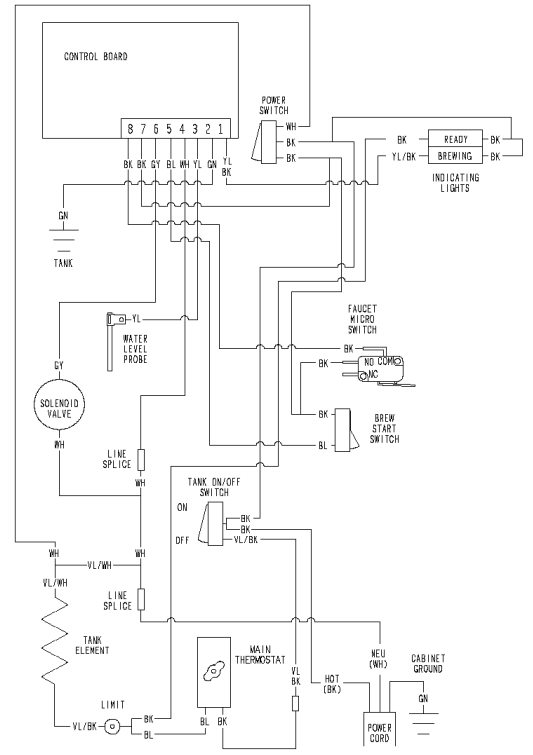 CONTROL BOARD
POWER
SWITCH
8 7 6 5 4 3 2 1
WH
BK
BK
BK READY BK
YL/BK BREWING BK
INDICATING
LIGHTS
BK BK GY BL WH YL GN YL
BK
GN
TANK
YL
WATER
LEVEL
PROBE
FAUCET
MICRO
SWITCH
BK
NO COM
NC
BK
GY
SOLENOID
VALVE
WH
BK
BL
BREW
START
SWITCH
LINE
SPLICE
WH
TANK ON/OFF
SWITCH
ON
OFF
BK
BK
VL/BK
WH
WH
VL/WH
VL/WH
LINE
SPLICE
TANK
ELEMENT
MAIN
THERMOSTAT
VL
BK
HOT
(BK)
NEU
(WH)
CABINET
GROUND
GN
LIMIT
VL/BK
BK
BL
BL BK
POWER
CORD